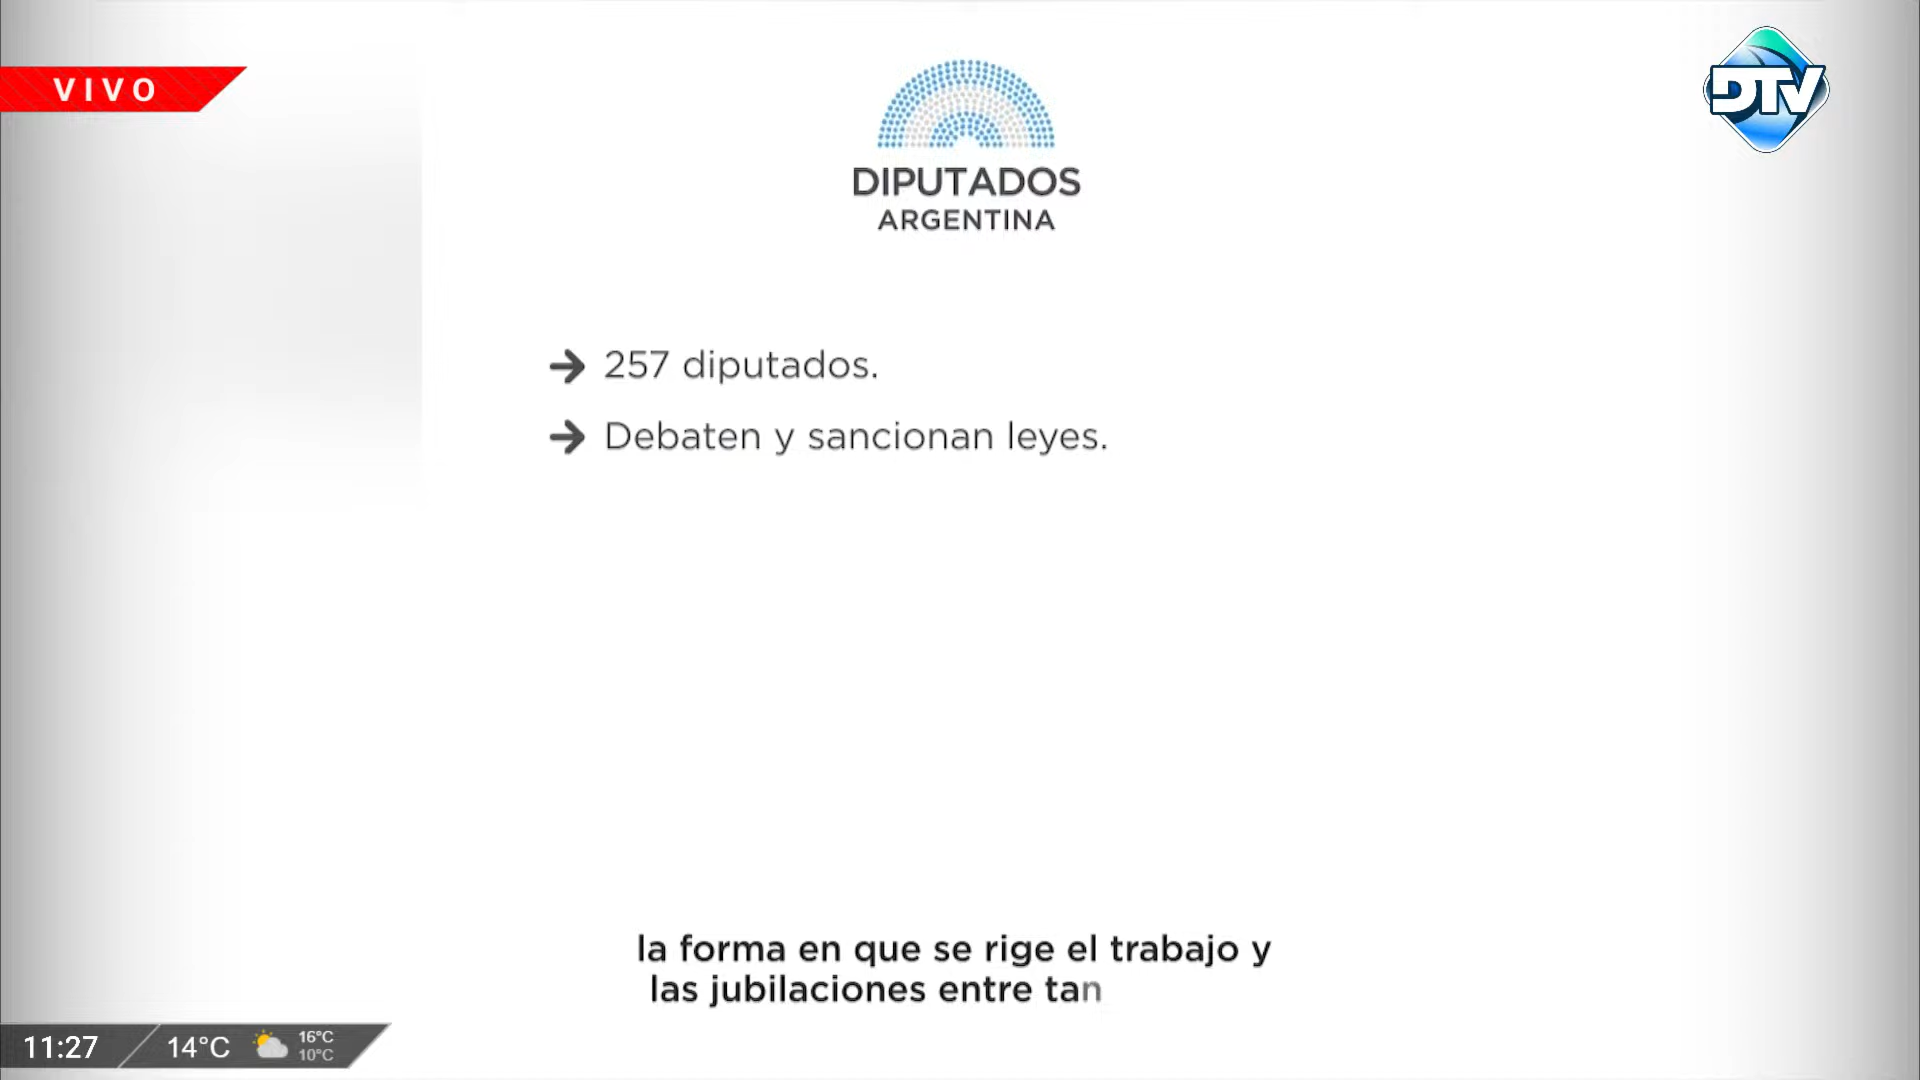 VIVO
DTV
DIPUTADOS
ARGENTINA
257 diputados.
Debaten y sancionan leyes.
la forma en que se rige el trabajo y
las jubilaciones entre tan
11:27
14°C
16°C
10°C